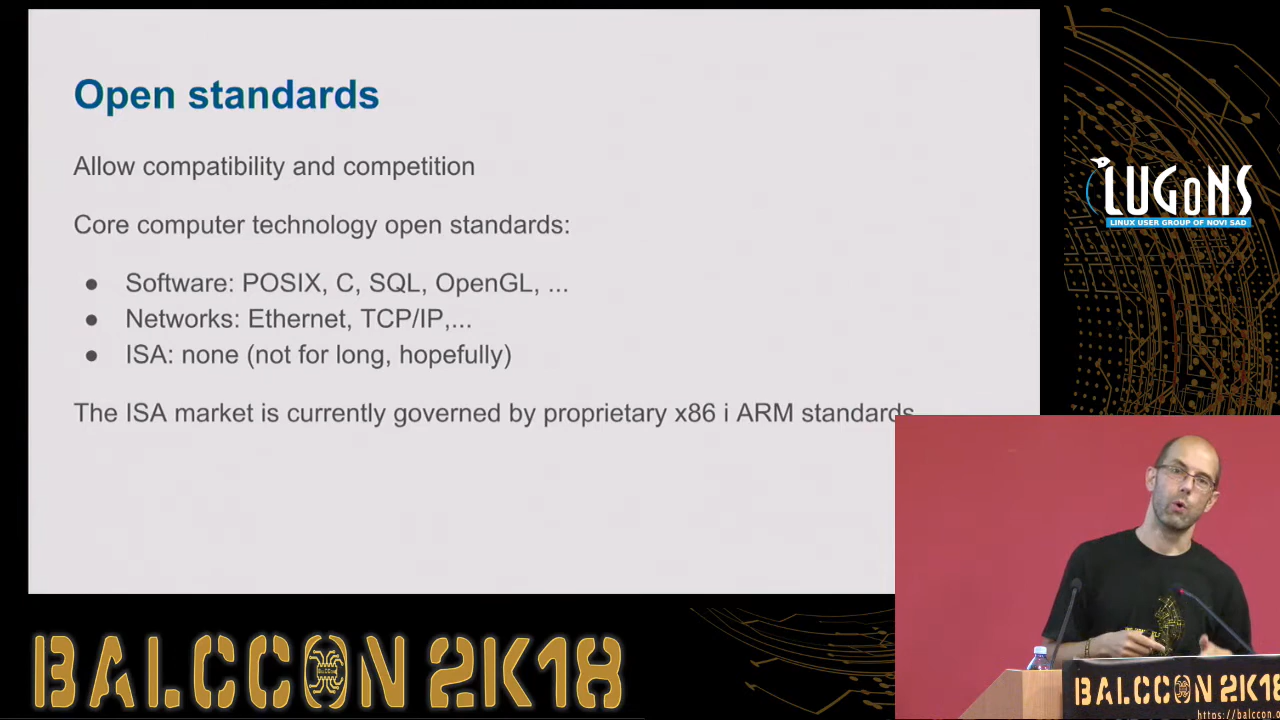 Open standards
Allow compatibility and competition
Core computer technology open standards:
● Software: POSIX, C, SQL, OpenGL, ...
● Networks: Ethernet, TCP/IP,...
● ISA: none (not for long, hopefully)
The ISA market is currently governed by proprietary x86 i ARM standards
LUGoNS
LINUX USER GROUP OF NOVI SAD
BALCCON 2K18
BALCCON 2K18
https://balccon.o